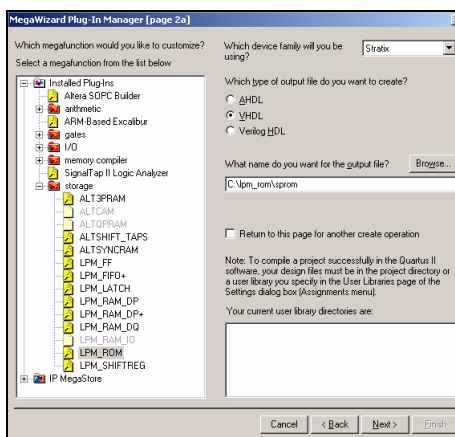 MegaWizard Plug-In Manager [page 2a]
Which megafunction would you like to customize?
Select a megafunction from the list below
Installed Plug-Ins
Altera SOPC Builder
arithmetic
ARM-Based Excalibur
gates
I/O
memory compiler
SignalTap II Logic Analyzer
storage
ALT3PRAM
ALTCAM
ALTQPRAM
ALTSHIFT_TAPS
ALTSYNCRAM
LPM_FF
LPM_FIFO+
LPM_LATCH
LPM_RAM_DP
LPM_RAM_DP+
LPM_RAM_DQ
LPM_RAM_IO
LPM_ROM
LPM_SHIFTREG
IP MegaStore
Which device family will you be
using?
Stratix
Which type of output file do you want to create?
AHDL
VHDL
Verilog HDL
What name do you want for the output file?
Browse...
C:\lpm_rom\sprom
Return to this page for another create operation
Note: To compile a project successfully in the Quartus II
software, your design files must be in the project directory or
a user library you specify in the User Libraries page of the
Settings dialog box (Assignments menu).
Your current user library directories are:
Cancel
< Back
Next >
Finish